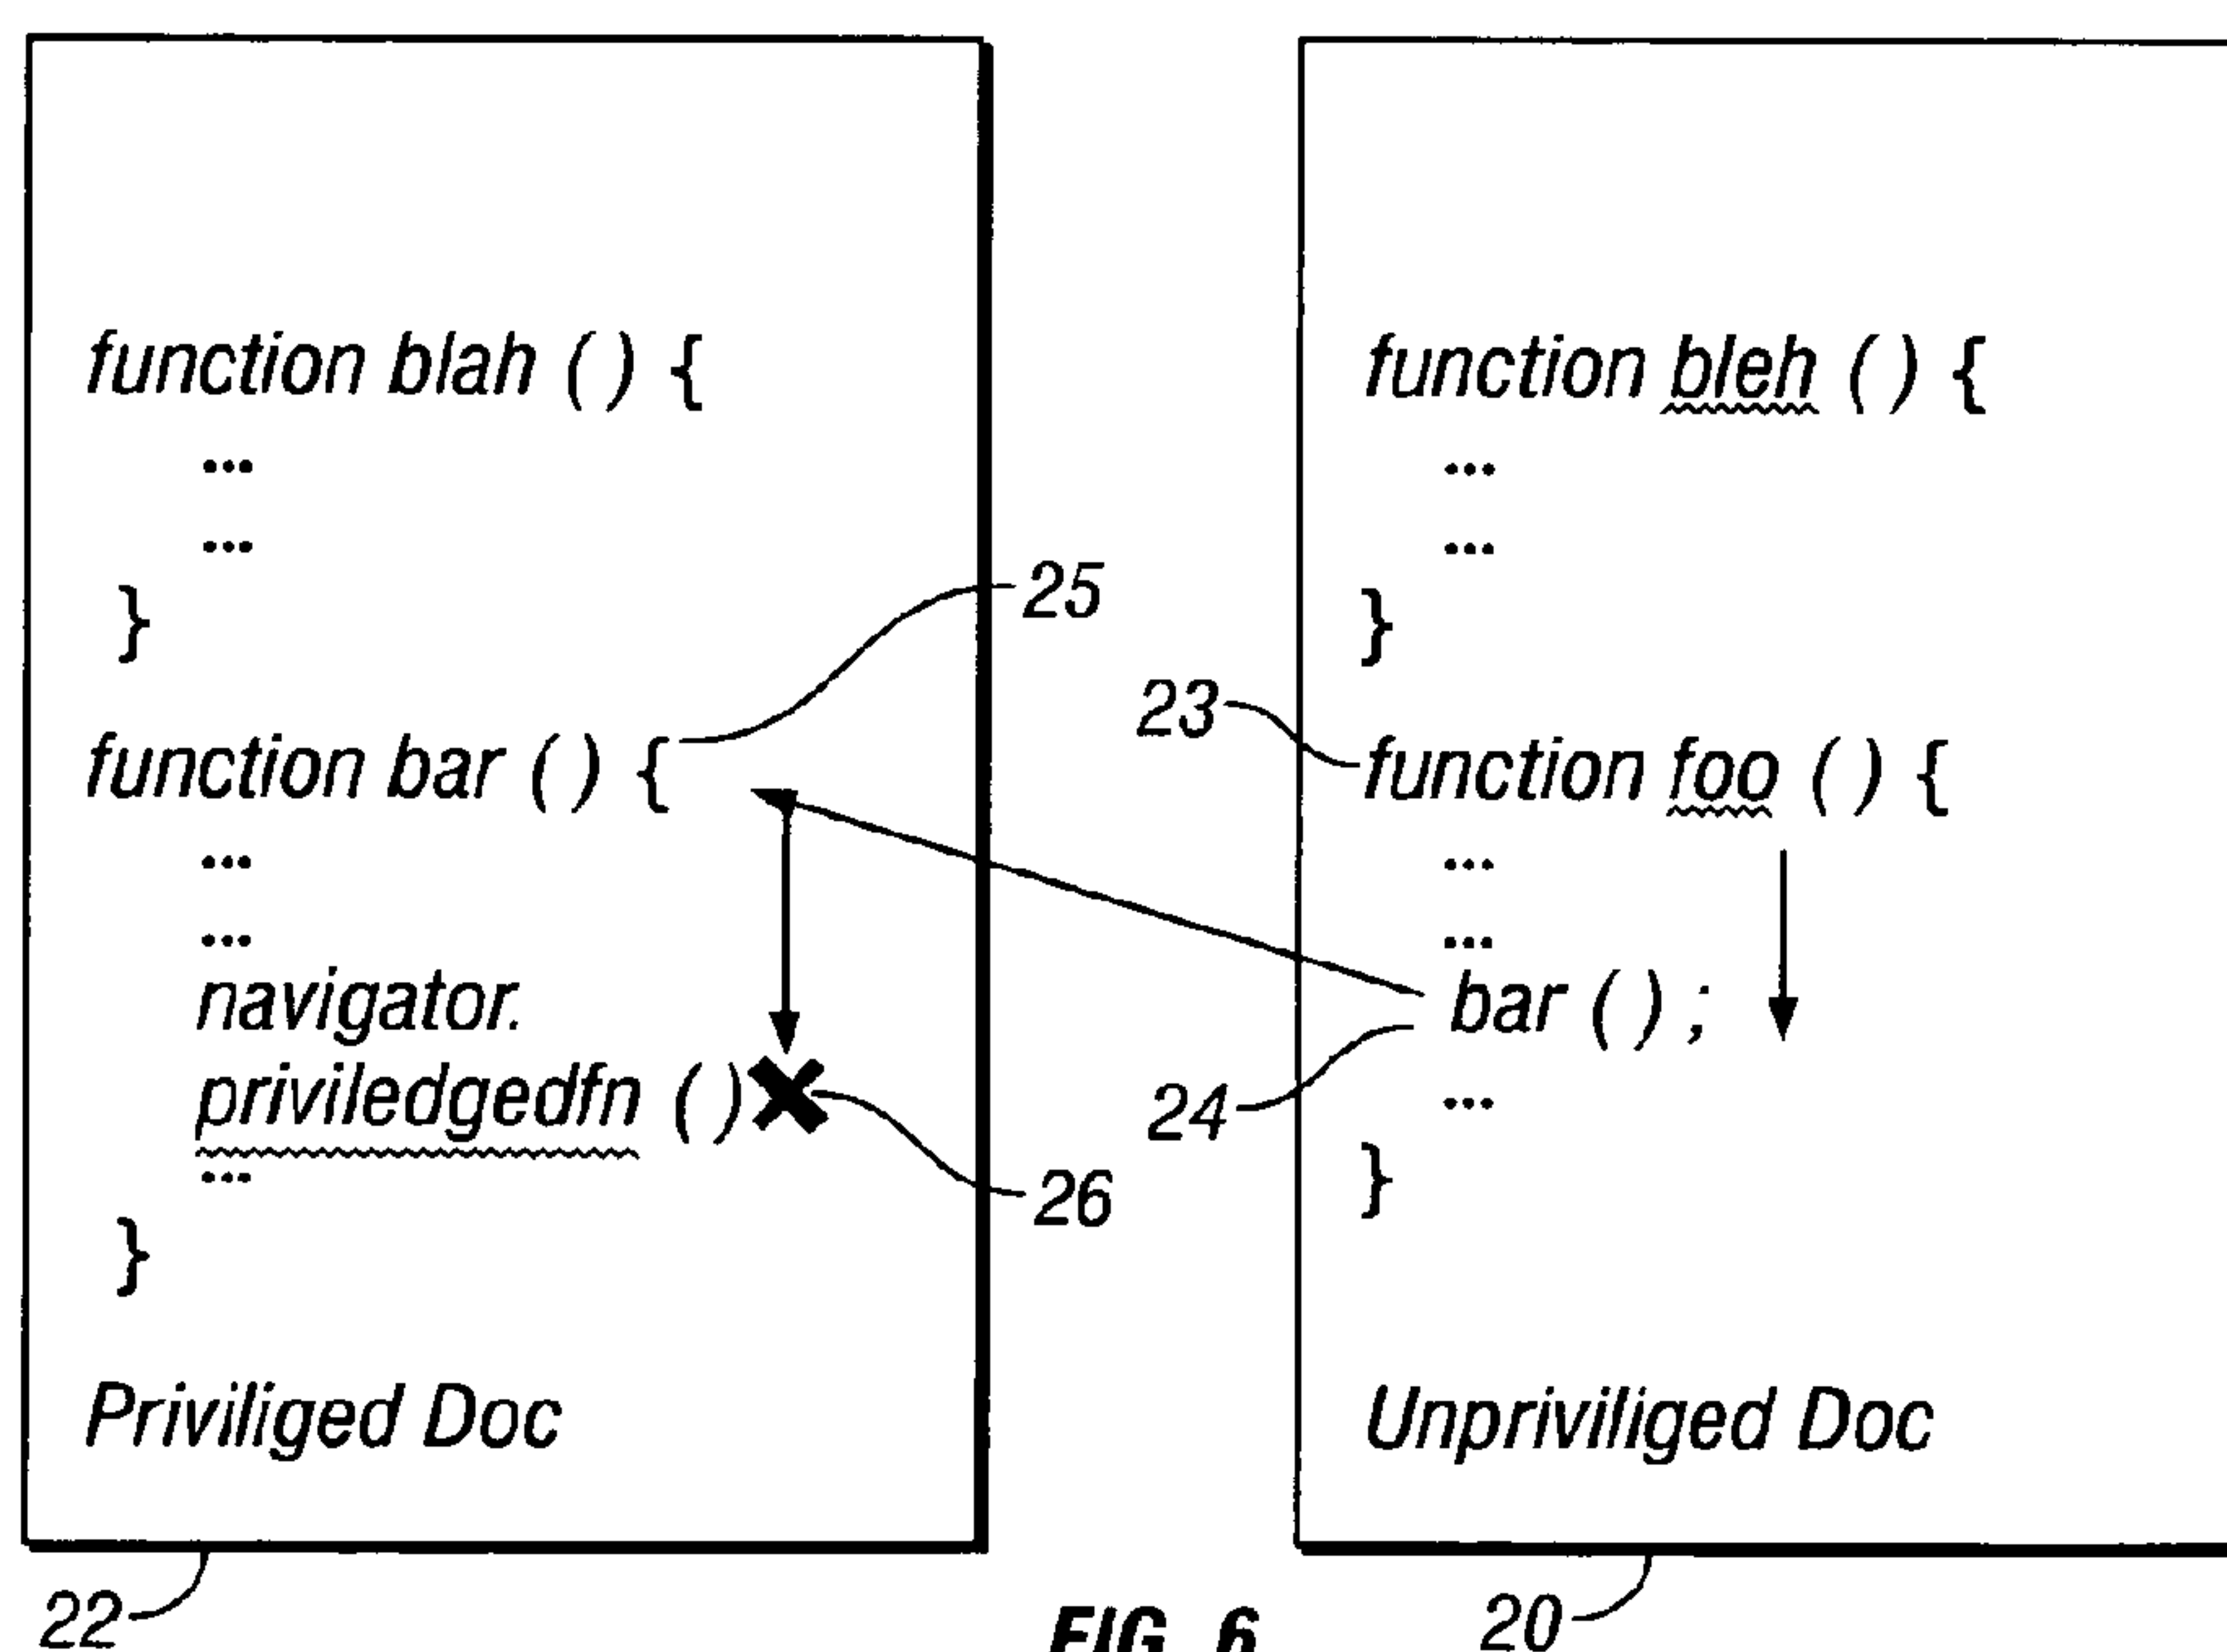 function blah ( ) {
...
...
}
25
function bar ( ) {
...
...
navigator.
priviledgedfn ( )
...
26
}
Priviliged Doc
22
function bleh ( ) {
...
...
}
23
function foo ( ) {
...
...
bar ( ) ;
24
...
}
Unpriviliged Doc
20
FIG. 6